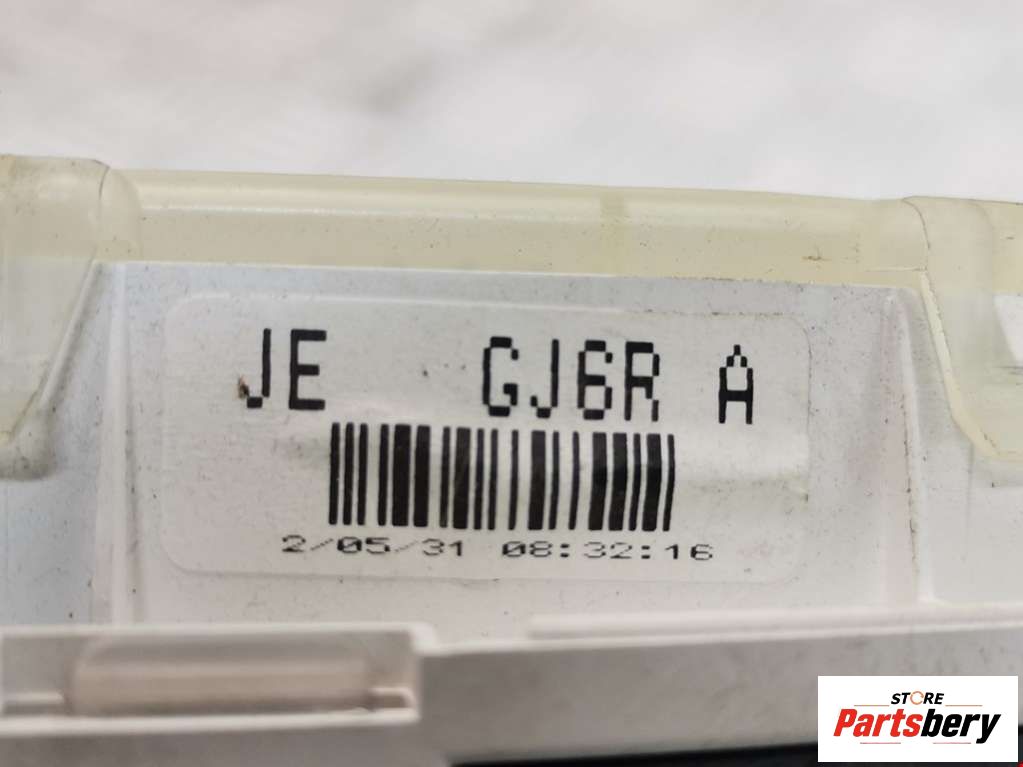 JE GJ6R A
2/05/31 08:32:16
STORE
Partsbery